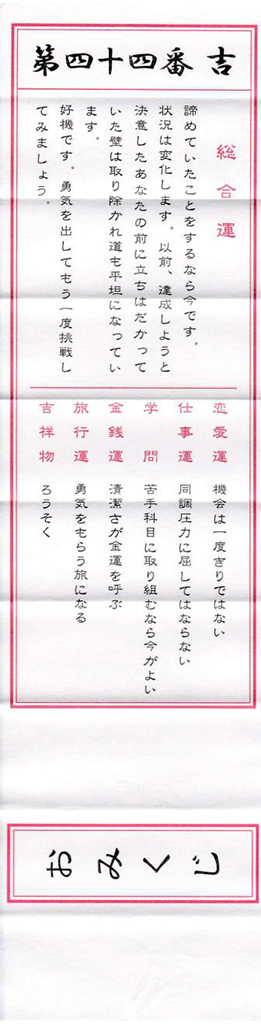 第四十四番 吉
総合運
諦めていたことをするなら今です。
状況は変化します。以前、達成しようと
決意したあなたの前に立ちはだかって
いた壁は取り除かれ道も平坦になってい
ます。
好機です。勇気を出してもう一度挑戦し
てみましょう。
恋愛運 機会は一度きりではない
仕事運 同調圧力に屈してはならない
学問 苦手科目に取り組むなら今がよい
金銭運 清潔さが金運を呼ぶ
旅行運 勇気をもらう旅になる
吉祥物 ろうそく
おみくじ